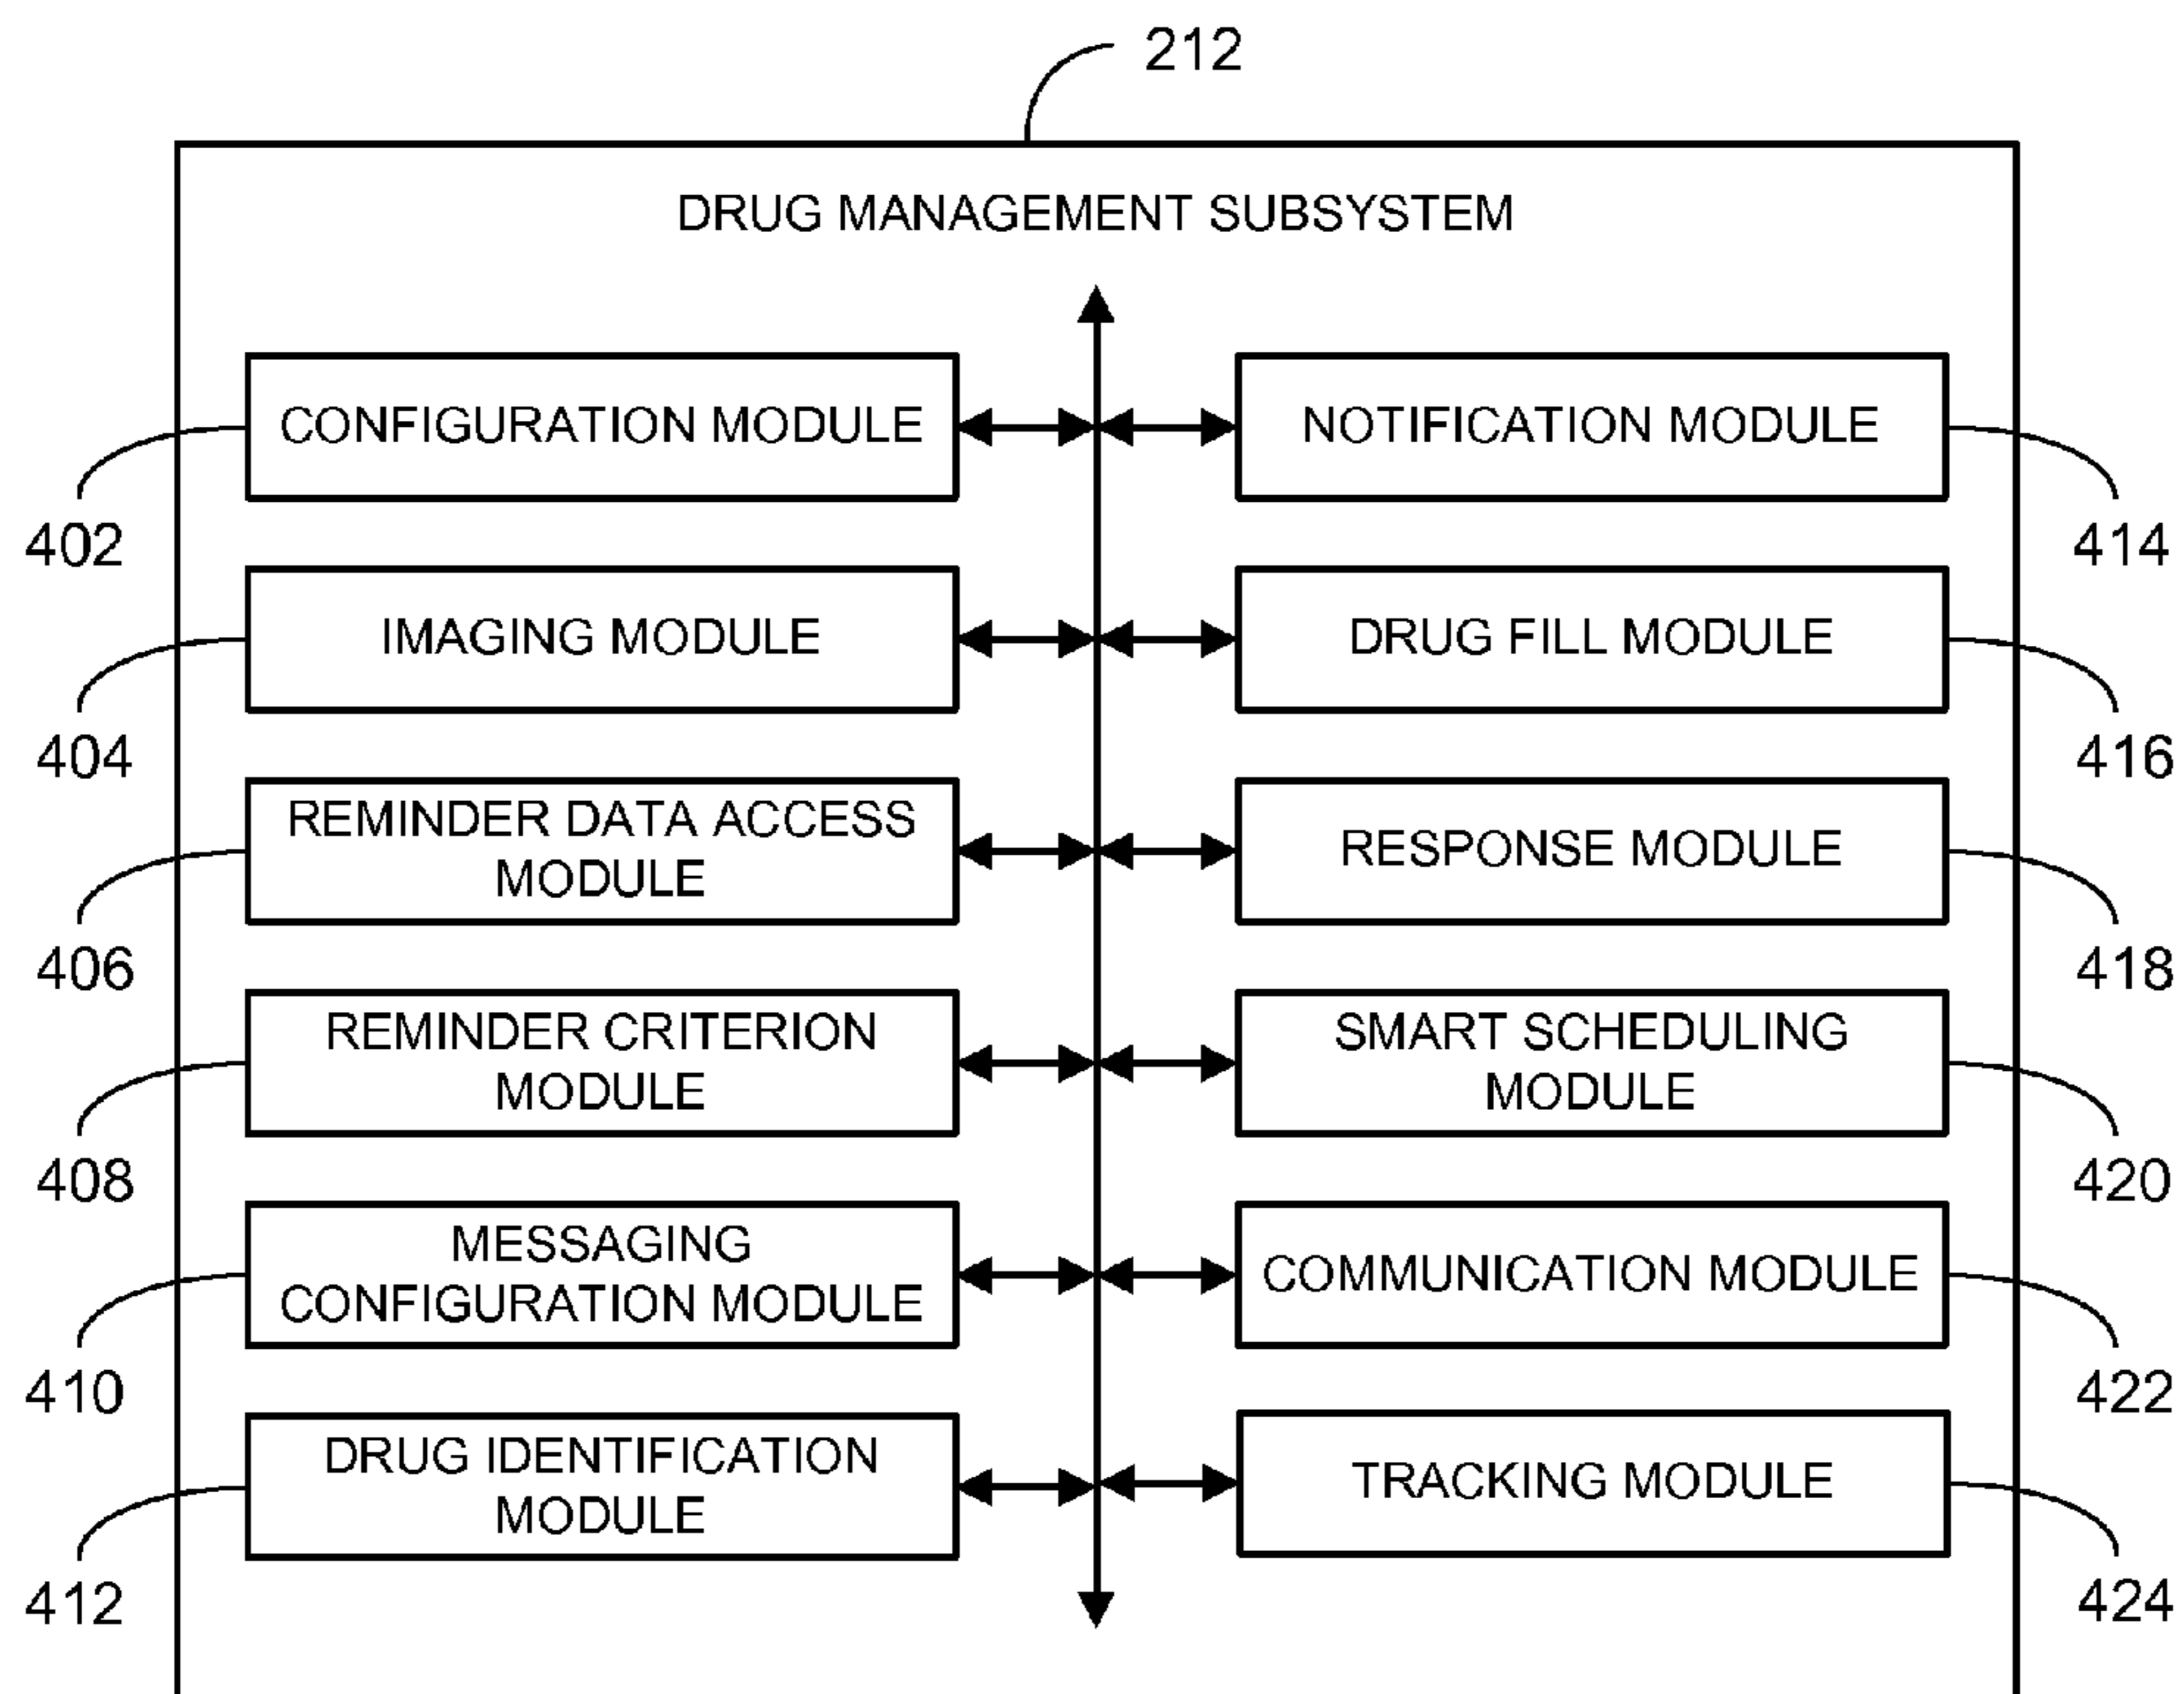 212
DRUG MANAGEMENT SUBSYSTEM
CONFIGURATION MODULE
NOTIFICATION MODULE
402
414
IMAGING MODULE
DRUG FILL MODULE
404
416
REMINDER DATA ACCESS
MODULE
RESPONSE MODULE
406
418
REMINDER CRITERION
MODULE
SMART SCHEDULING
MODULE
408
420
MESSAGING
CONFIGURATION MODULE
COMMUNICATION MODULE
410
422
DRUG IDENTIFICATION
MODULE
TRACKING MODULE
412
424